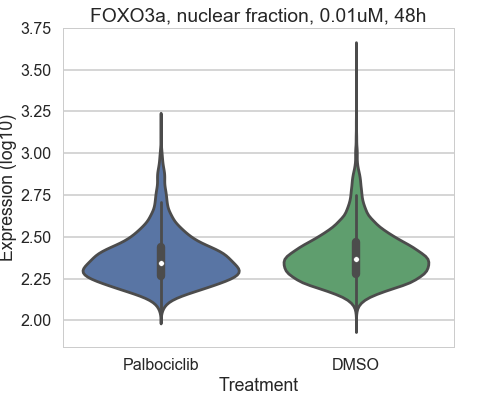 FOXO3a, nuclear fraction, 0.01uM, 48h
3.75
3.50
3.25
3.00
2.75
2.50
2.25
2.00
Expression (log10)
Palbociclib DMSO
Treatment